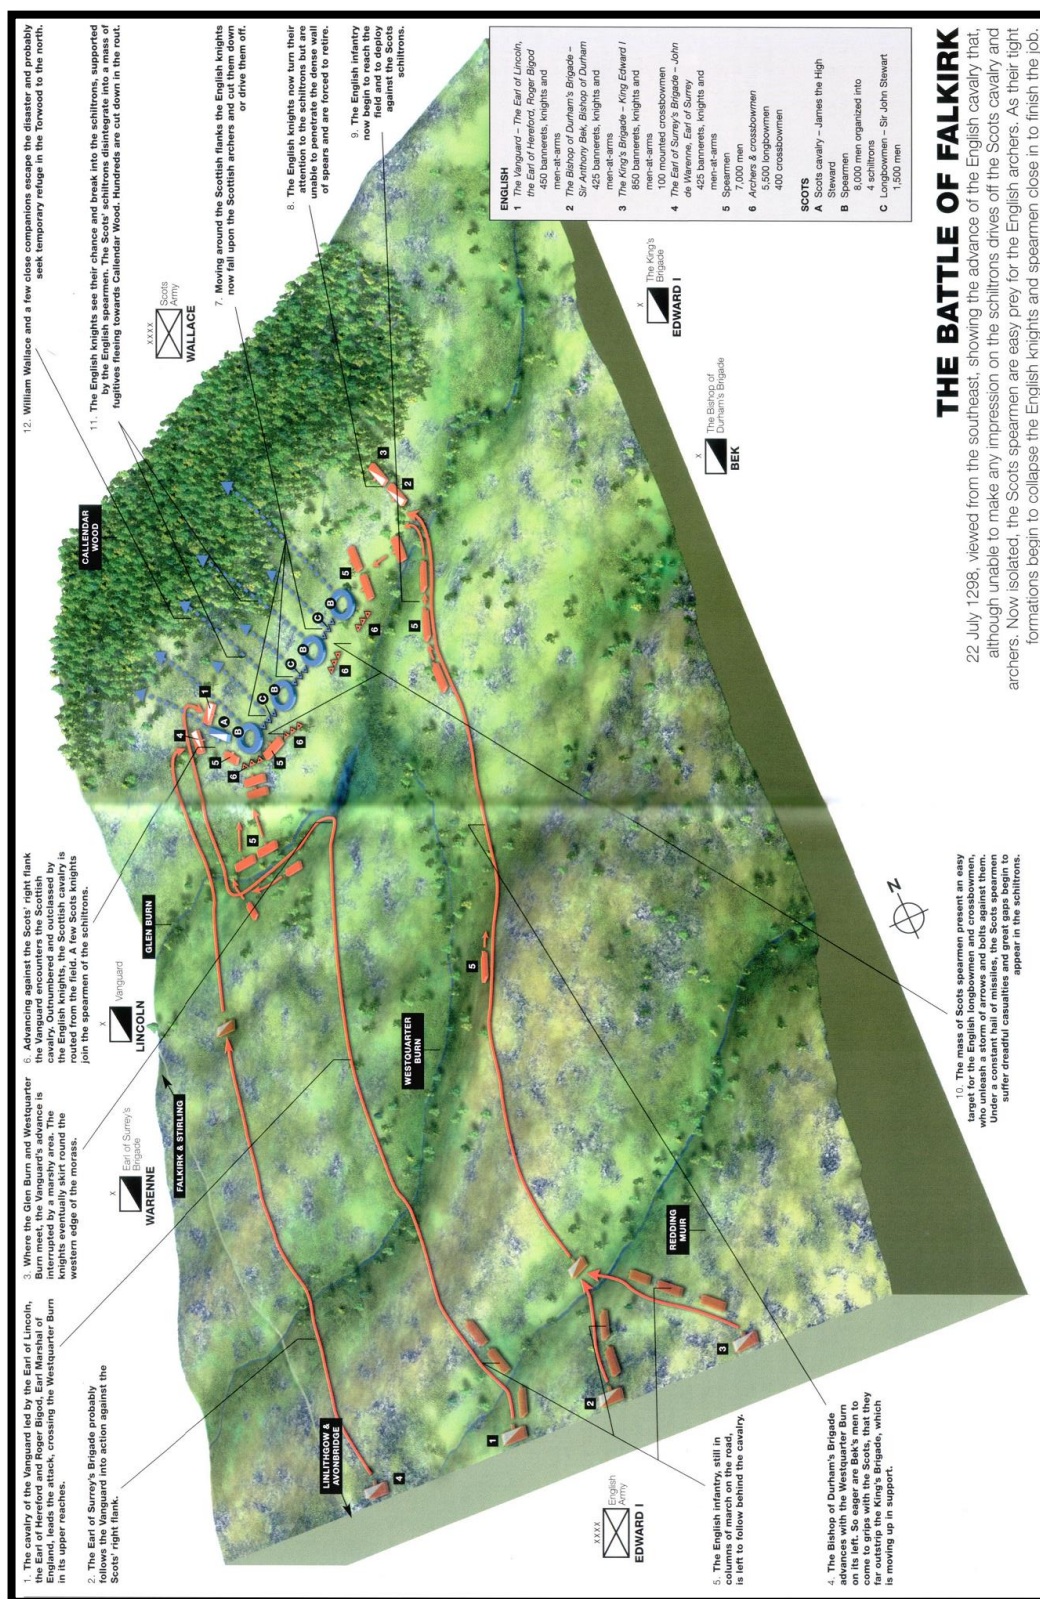 THE BATTLE OF FALKIRK
22 July 1298, viewed from the southeast, showing the advance of the English cavalry that,
although unable to make any impression on the schiltrons drives off the Scots cavalry and
archers. Now isolated, the Scots spearmen are easy prey for the English archers. As their tight
formations begin to collapse the English knights and spearmen close in to finish the job.
1. The cavalry of the Vanguard led by the Earl of Lincoln,
the Earl of Hereford and Roger Bigod, Earl Marshal of
England, leads the attack, crossing the Westquarter Burn
in its upper reaches.
2. The Earl of Surrey's Brigade probably
follows the Vanguard into action against the
Scots' right flank.
3. Where the Glen Burn and Westquarter
Burn meet, the Vanguard's advance is
interrupted by a marshy area. The
knights eventually skirt round the
western edge of the morass.
6. Advancing against the Scots' right flank
the Vanguard encounters the Scottish
cavalry. Outnumbered and outclassed by
the English knights, the Scottish cavalry is
routed from the field. A few Scots knights
join the spearmen of the schiltrons.
12. William Wallace and a few close companions escape the disaster and probably
seek temporary refuge in the Torwood to the north.
11. The English knights see their chance and break into the schiltrons, supported
by the English spearmen. The Scots' schiltrons disintegrate into a mass of
fugitives fleeing towards Callendar Wood. Hundreds are cut down in the rout.
7. Moving around the Scottish flanks the English knights
now fall upon the Scottish archers and cut them down
or drive them off.
8. The English knights now turn their
attention to the schiltrons but are
unable to penetrate the dense wall
of spears and are forced to retire.
9. The English infantry
now begin to reach the
field and to deploy
against the Scots
schiltrons.
x
Earl of Surrey's
Brigade
WARENNE
x
Vanguard
LINCOLN
xxxx
Scots
Army
WALLACE
FALKIRK & STIRLING
GLEN BURN
CALLENDAR
WOOD
WESTQUARTER
BURN
REDDING
MUIR
LINLITHGOW &
AVONBRIDGE
4
1
2
3
5
5
5
4
1
A
B
5
6
5
6
C
B
C
B
C
B
6
6
5
5
2
3
xxxx
English
Army
EDWARD I
x
The Bishop of
Durham's Brigade
BEK
x
The King's
Brigade
EDWARD I
N
5. The English infantry, still in
columns of march on the road,
is left to follow behind the cavalry.
4. The Bishop of Durham's Brigade
advances with the Westquarter Burn
on its left. So eager are Bek's men to
come to grips with the Scots, that they
far outstrip the King's Brigade, which
is moving up in support.
10. The mass of Scots spearmen present an easy
target for the English longbowmen and crossbowmen,
who unleash a storm of arrows and bolts against them.
Under a constant hail of missiles, the Scots spearmen
suffer dreadful casualties and great gaps begin to
appear in the schiltrons.
ENGLISH
1 The Vanguard – The Earl of Lincoln,
the Earl of Hereford, Roger Bigod
450 bannerets, knights and
men-at-arms
2 The Bishop of Durham's Brigade –
Sir Anthony Bek, Bishop of Durham
425 bannerets, knights and
men-at-arms
3 The King's Brigade – King Edward I
850 bannerets, knights and
men-at-arms
100 mounted crossbowmen
4 The Earl of Surrey's Brigade – John
de Warenne, Earl of Surrey
425 bannerets, knights and
men-at-arms
5 Spearmen
7,000 men
6 Archers & crossbowmen
5,500 longbowmen
400 crossbowmen
SCOTS
A Scots cavalry – James the High
Steward
B Spearmen
8,000 men organized into
4 schiltrons
C Longbowmen – Sir John Stewart
1,500 men